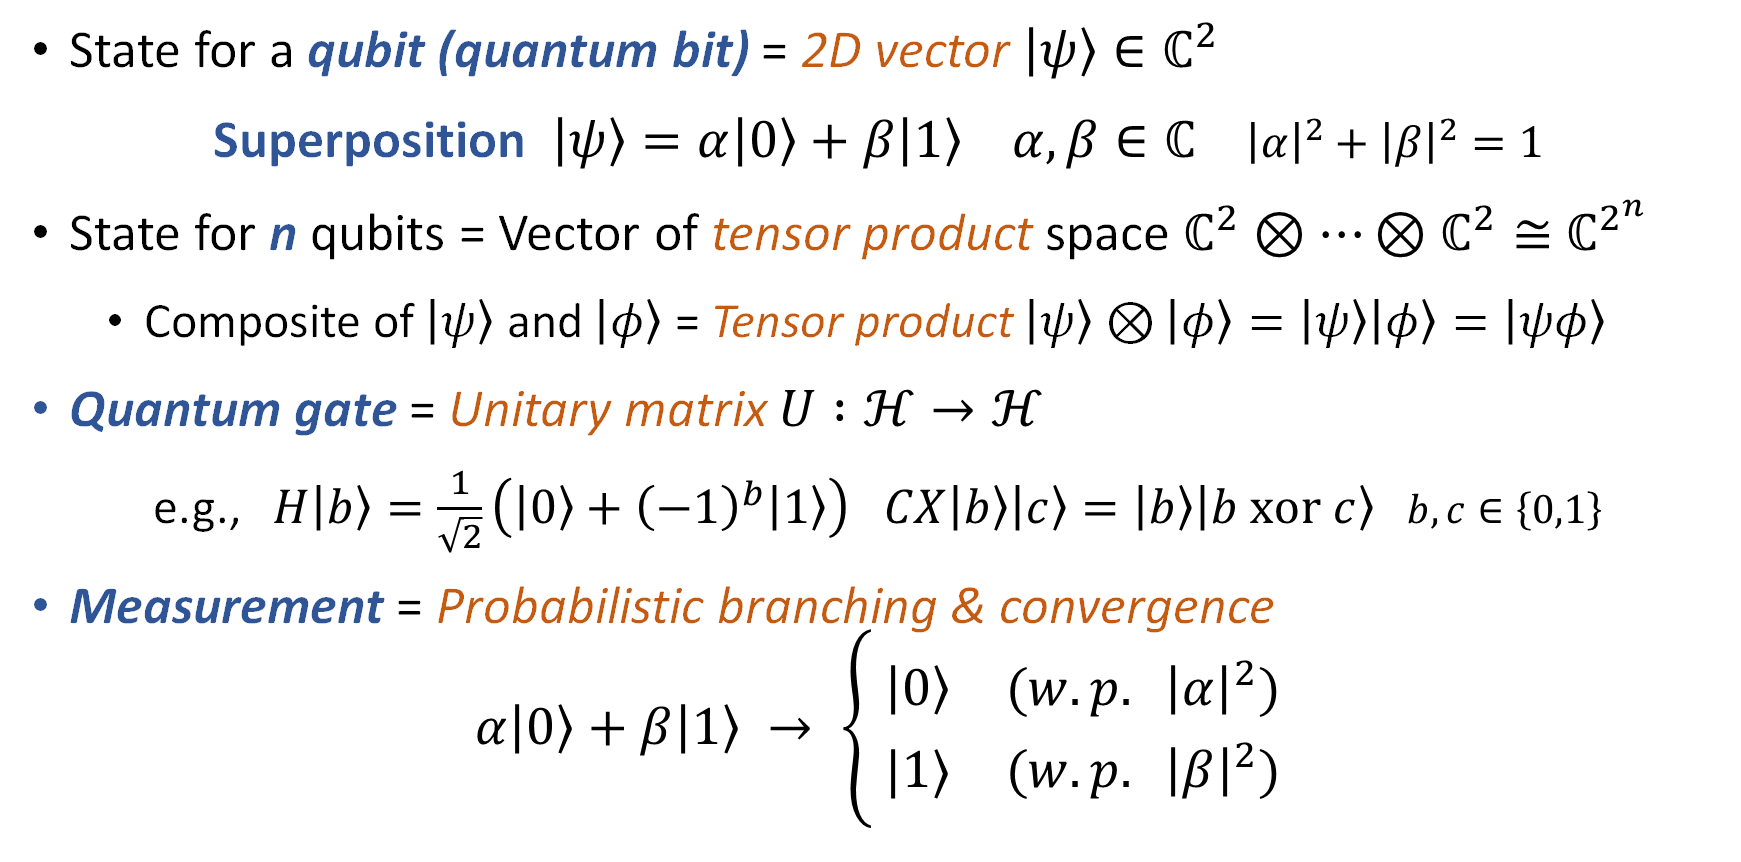 • State for a qubit (quantum bit) = 2D vector |ψ⟩ ∈ ℂ²
Superposition |ψ⟩ = α|0⟩ + β|1⟩ α, β ∈ ℂ |α|² + |β|² = 1
• State for n qubits = Vector of tensor product space ℂ² ⊗ ⋯ ⊗ ℂ² ≅ ℂ^{2^n}
• Composite of |ψ⟩ and |ϕ⟩ = Tensor product |ψ⟩ ⊗ |ϕ⟩ = |ψ⟩|ϕ⟩ = |ψϕ⟩
• Quantum gate = Unitary matrix U : ℋ → ℋ
e.g., H|b⟩ = 1/√2 (|0⟩ + (−1)^b|1⟩) CX|b⟩|c⟩ = |b⟩|b xor c⟩ b, c ∈ {0,1}
• Measurement = Probabilistic branching & convergence
α|0⟩ + β|1⟩ → { |0⟩ (w.p. |α|²)
|1⟩ (w.p. |β|²)